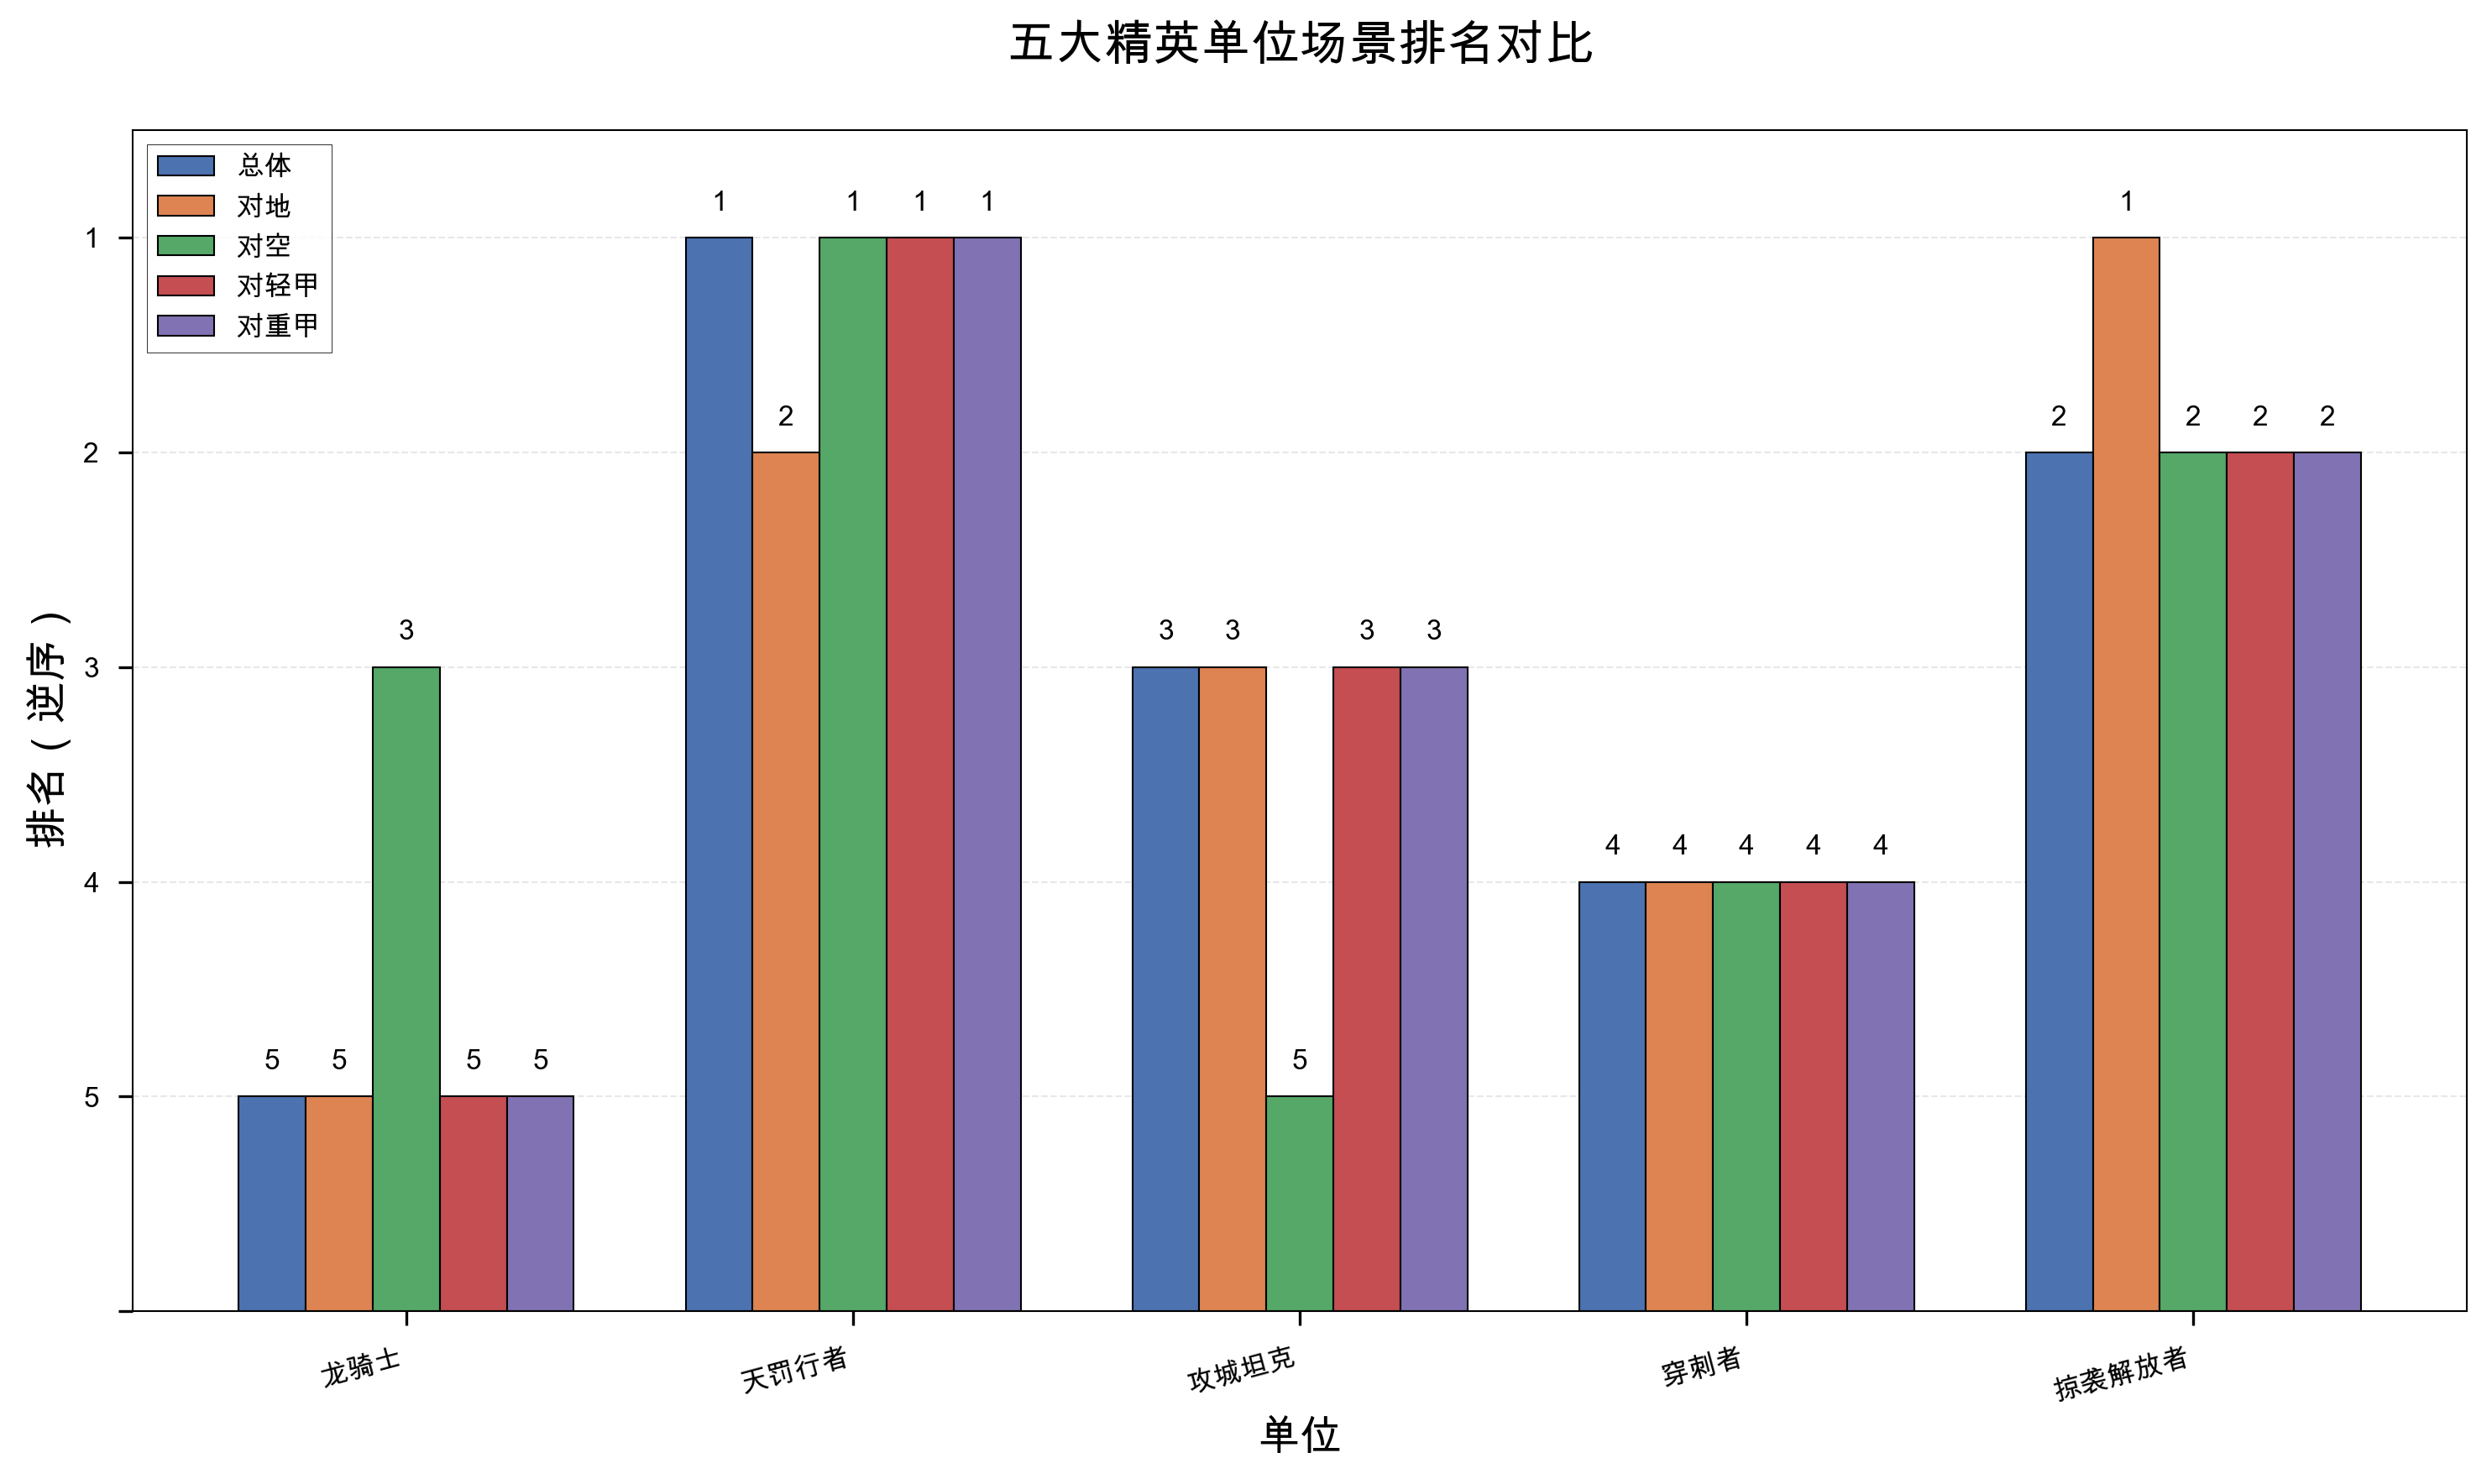 五大精英单位场景排名对比
总体
对地
对空
对轻甲
对重甲
排名（逆序）
1
2
3
4
5
5 5 3 5 5
1 2 1 1 1
3 3 5 3 3
4 4 4 4 4
2 1 2 2 2
龙骑士
天罚行者
攻城坦克
穿刺者
掠袭解放者
单位